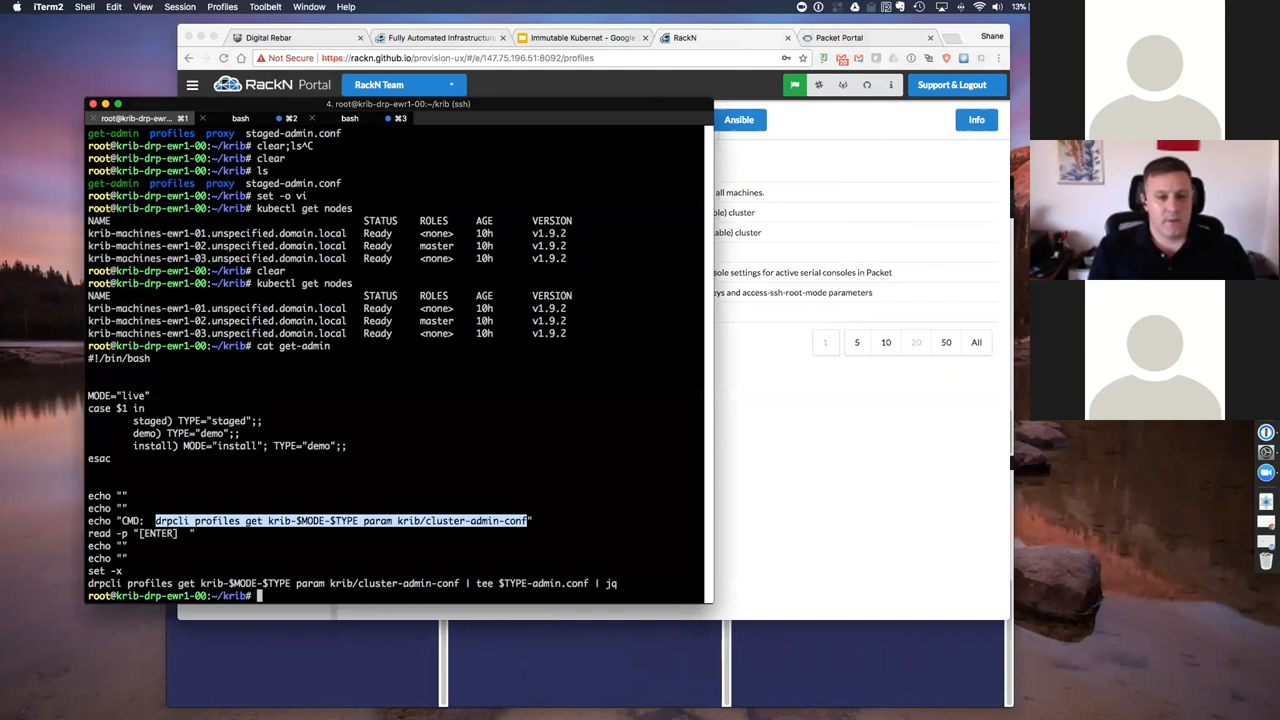 iTerm2 Shell Edit View Session Profiles Toolbelt Window Help 13%
Digital Rebar Fully Automated Infrastructure Immutable Kubernet - Google RackN Packet Portal Shane
Not Secure https://rackn.github.io/provision-ux/#/e/147.75.196.51:8092/profiles
RackN Portal RackN Team Support & Logout
4. root@krib-drp-ewr1-00:~/krib (ssh)
root@krib-drp-ewr... ⌘1 bash ⌘2 bash ⌘3
Ansible Info
get-admin profiles proxy staged-admin.conf
root@krib-drp-ewr1-00:~/krib# clear;ls^C
root@krib-drp-ewr1-00:~/krib# clear
root@krib-drp-ewr1-00:~/krib# ls
get-admin profiles proxy staged-admin.conf
root@krib-drp-ewr1-00:~/krib# set -o vi
root@krib-drp-ewr1-00:~/krib# kubectl get nodes
NAME STATUS ROLES AGE VERSION
krib-machines-ewr1-01.unspecified.domain.local Ready <none> 10h v1.9.2
krib-machines-ewr1-02.unspecified.domain.local Ready master 10h v1.9.2
krib-machines-ewr1-03.unspecified.domain.local Ready <none> 10h v1.9.2
root@krib-drp-ewr1-00:~/krib# clear
root@krib-drp-ewr1-00:~/krib# kubectl get nodes
NAME STATUS ROLES AGE VERSION
krib-machines-ewr1-01.unspecified.domain.local Ready <none> 10h v1.9.2
krib-machines-ewr1-02.unspecified.domain.local Ready master 10h v1.9.2
krib-machines-ewr1-03.unspecified.domain.local Ready <none> 10h v1.9.2
root@krib-drp-ewr1-00:~/krib# cat get-admin
#!/bin/bash
MODE="live"
case $1 in
staged) TYPE="staged";;
demo) TYPE="demo";;
install) MODE="install"; TYPE="demo";;
esac
echo ""
echo ""
echo "CMD: drpcli profiles get krib-$MODE-$TYPE param krib/cluster-admin-conf"
read -p "[ENTER] "
echo ""
echo ""
set -x
drpcli profiles get krib-$MODE-$TYPE param krib/cluster-admin-conf | tee $TYPE-admin.conf | jq
root@krib-drp-ewr1-00:~/krib#
all machines.
able) cluster
able) cluster
sole settings for active serial consoles in Packet
eys and access-ssh-root-mode parameters
1 5 10 20 50 All